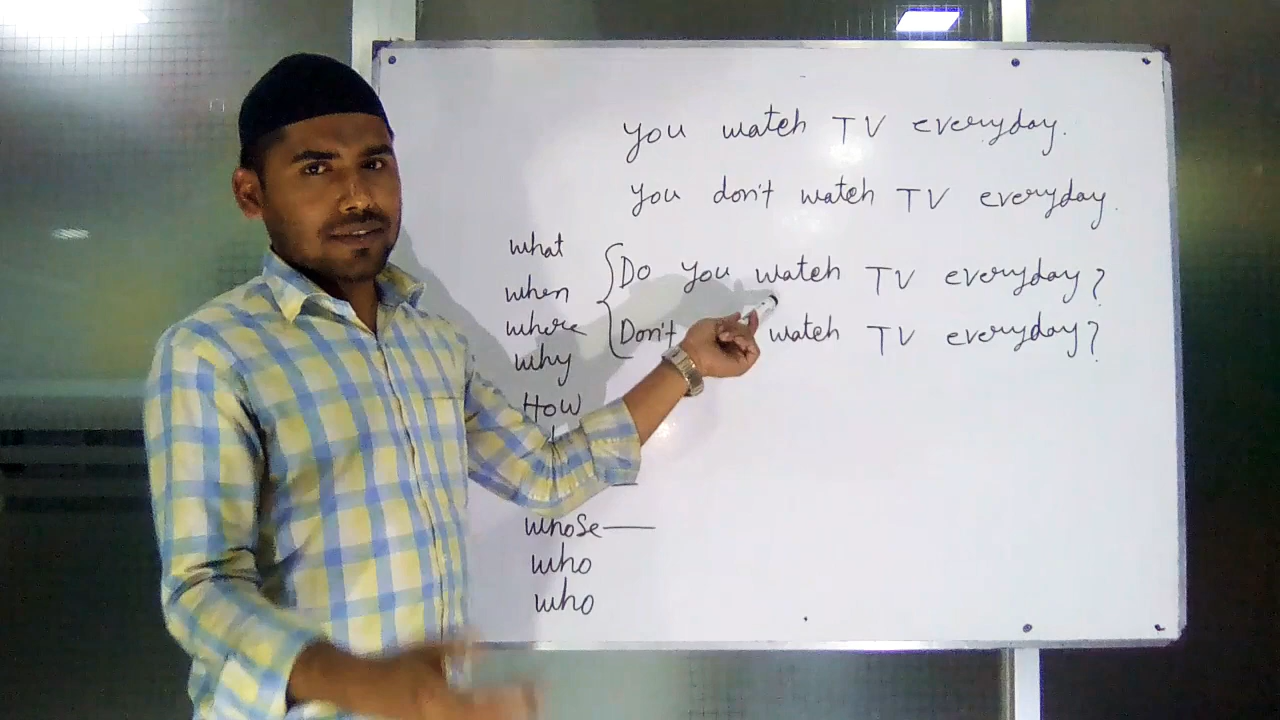 you watch TV everyday.
you don't watch TV everyday.
what
when
where
why
How
whose
who
who
Do you watch TV everyday?
Don't watch TV everyday?